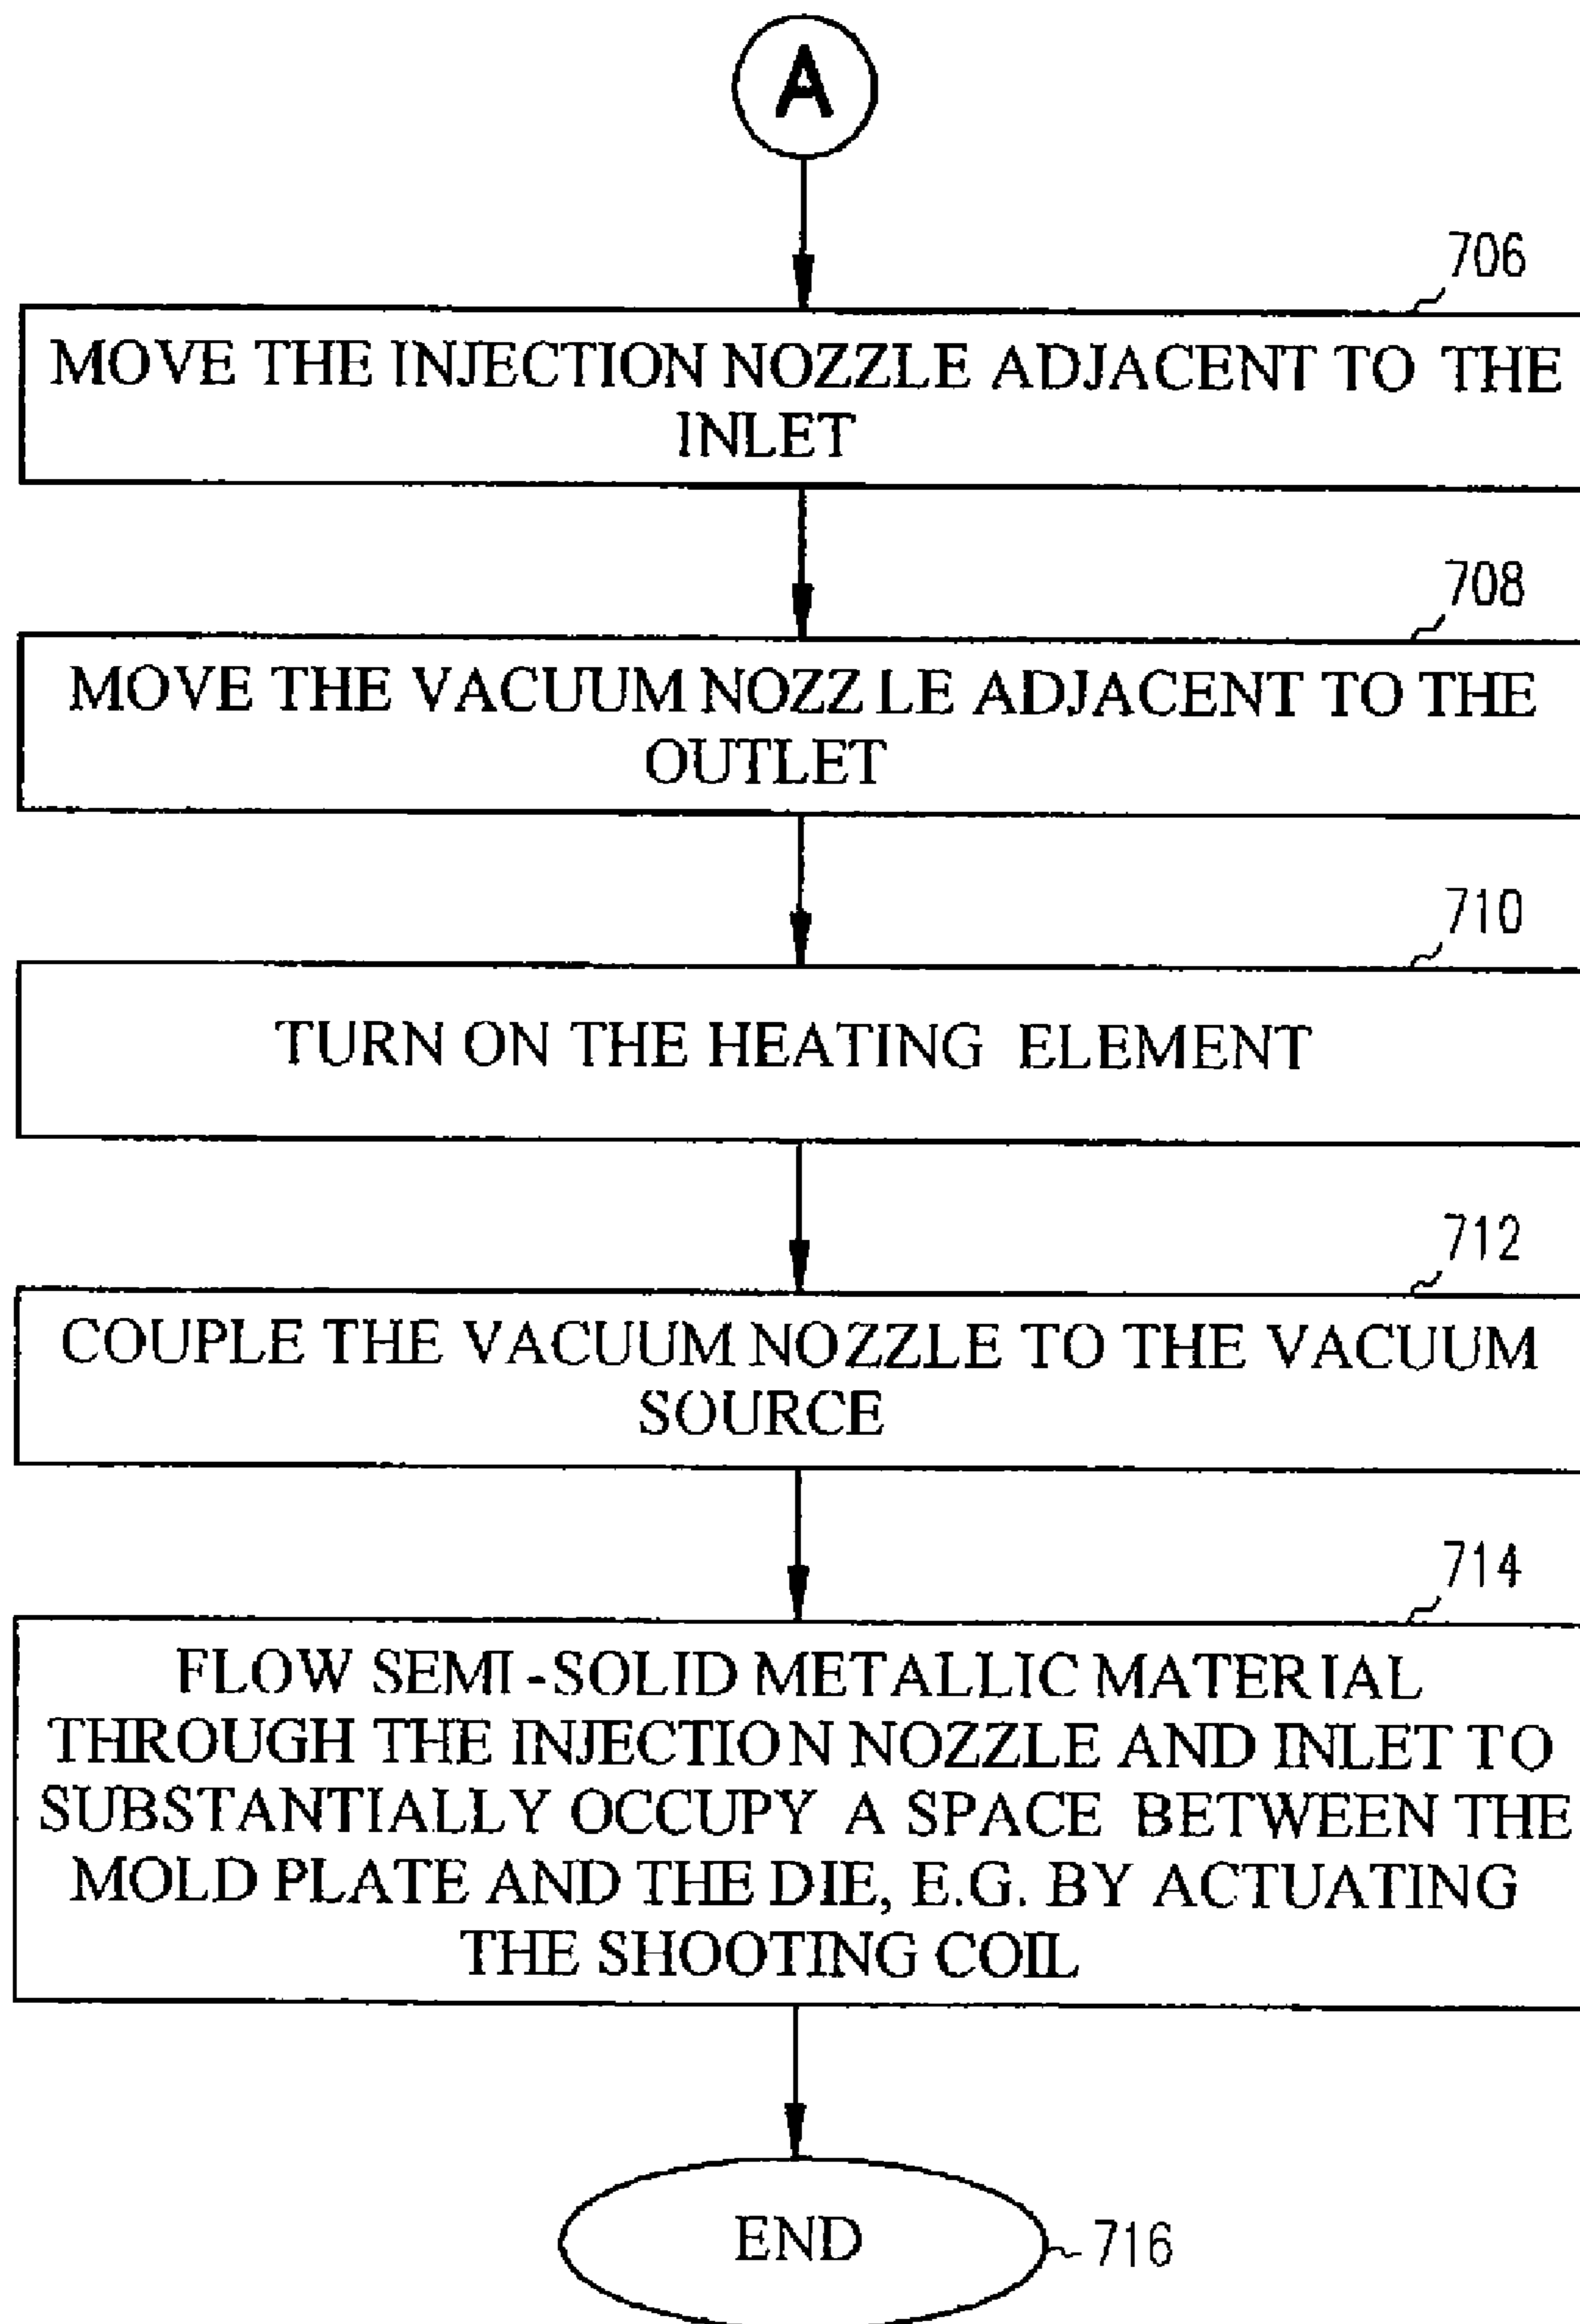 A
706
MOVE THE INJECTION NOZZLE ADJACENT TO THE
INLET
708
MOVE THE VACUUM NOZZLE ADJACENT TO THE
OUTLET
710
TURN ON THE HEATING ELEMENT
712
COUPLE THE VACUUM NOZZLE TO THE VACUUM
SOURCE
714
FLOW SEMI-SOLID METALLIC MATERIAL
THROUGH THE INJECTION NOZZLE AND INLET TO
SUBSTANTIALLY OCCUPY A SPACE BETWEEN THE
MOLD PLATE AND THE DIE, E.G. BY ACTUATING
THE SHOOTING COIL
END
716